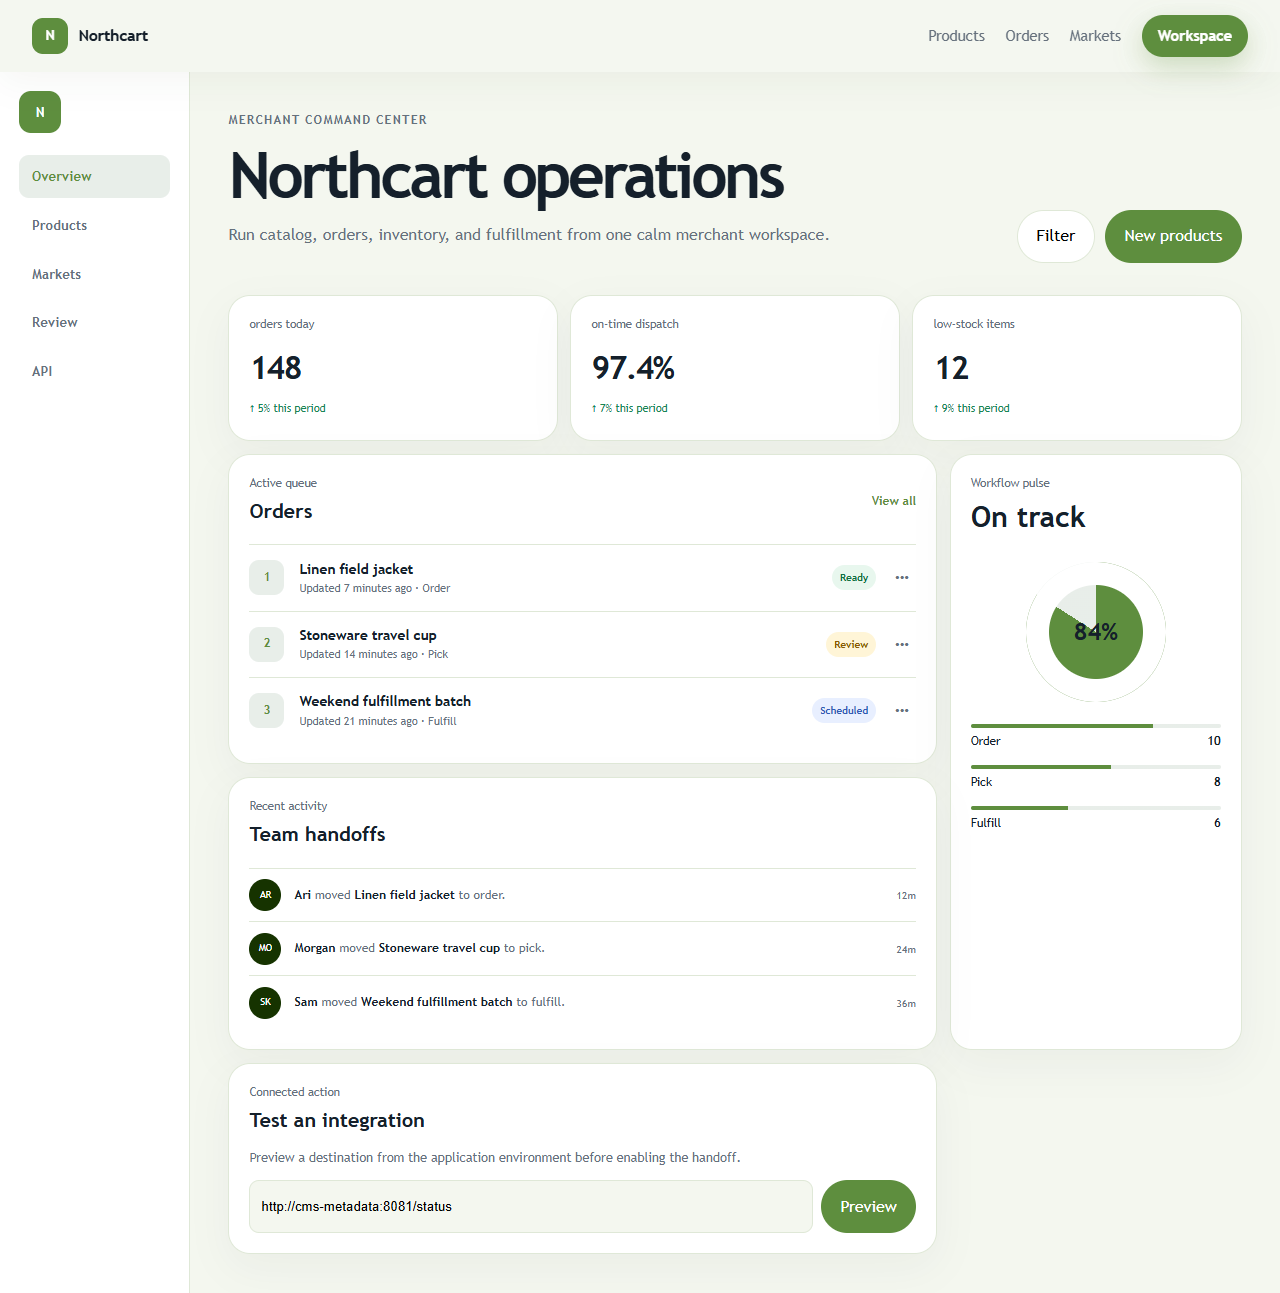 N
Northcart
Products
Orders
Markets
Workspace
N
Overview
Products
Markets
Review
API
MERCHANT COMMAND CENTER
Northcart operations
Run catalog, orders, inventory, and fulfillment from one calm merchant workspace.
Filter
New products
orders today
148
↑ 5% this period
on-time dispatch
97.4%
↑ 7% this period
low-stock items
12
↑ 9% this period
Active queue
Orders
View all
1
Linen field jacket
Updated 7 minutes ago · Order
Ready
•••
2
Stoneware travel cup
Updated 14 minutes ago · Pick
Review
•••
3
Weekend fulfillment batch
Updated 21 minutes ago · Fulfill
Scheduled
•••
Workflow pulse
On track
84%
Order 10
Pick 8
Fulfill 6
Recent activity
Team handoffs
AR
Ari moved Linen field jacket to order.
12m
MO
Morgan moved Stoneware travel cup to pick.
24m
SK
Sam moved Weekend fulfillment batch to fulfill.
36m
Connected action
Test an integration
Preview a destination from the application environment before enabling the handoff.
http://cms-metadata:8081/status
Preview